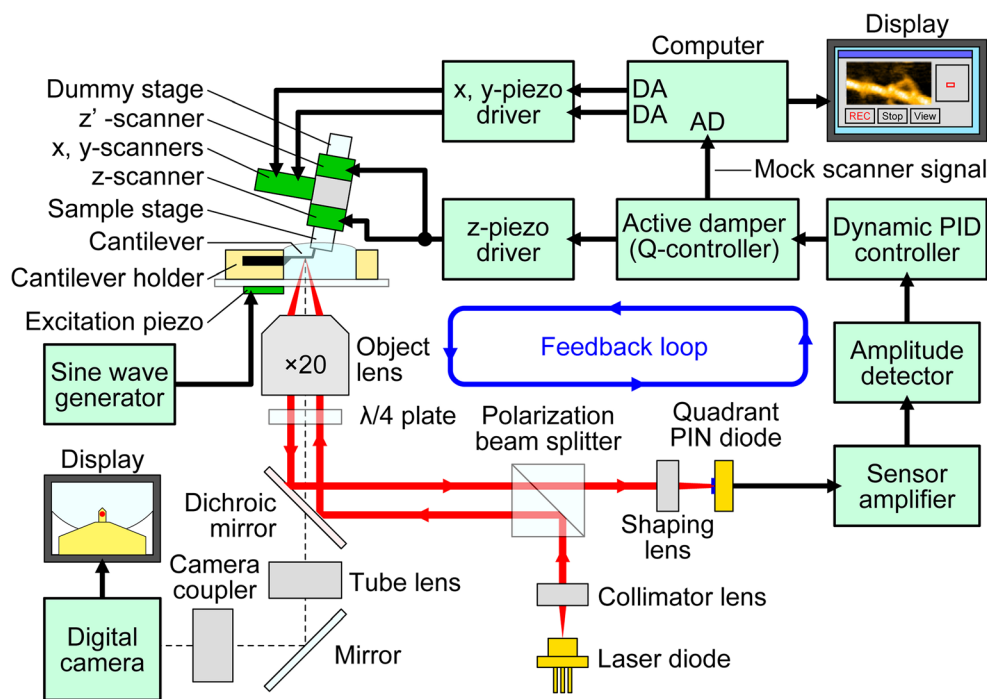 Display
Computer
Dummy stage
z' -scanner
x, y-scanners
z-scanner
Sample stage
Cantilever
Cantilever holder
Excitation piezo
x, y-piezo
driver
DA
DA
AD
REC
Stop
View
Mock scanner signal
z-piezo
driver
Active damper
(Q-controller)
Dynamic PID
controller
Sine wave
generator
×20
Object
lens
Feedback loop
Amplitude
detector
λ/4 plate
Polarization
beam splitter
Quadrant
PIN diode
Sensor
amplifier
Display
Dichroic
mirror
Shaping
lens
Camera
coupler
Tube lens
Collimator lens
Digital
camera
Mirror
Laser diode